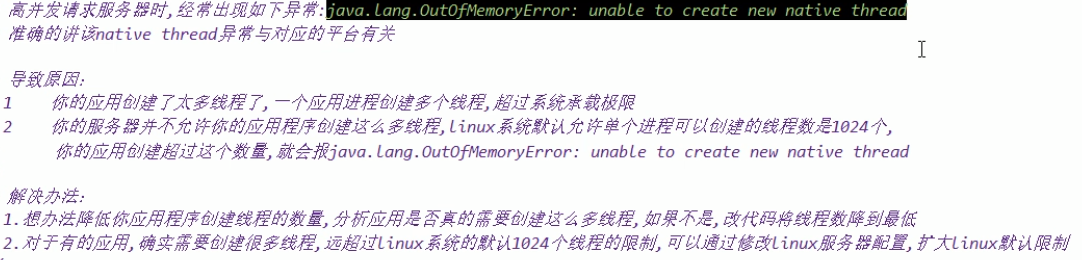 高并发请求服务器时,经常出现如下异常:java.lang.OutOfMemoryError: unable to create new native thread
准确的讲该native thread异常与对应的平台有关
导致原因:
1 你的应用创建了太多线程了,一个应用进程创建多个线程,超过系统承载极限
2 你的服务器并不允许你的应用程序创建这么多线程,linux系统默认允许单个进程可以创建的线程数是1024个,
你的应用创建超过这个数量,就会报java.lang.OutOfMemoryError: unable to create new native thread
解决办法:
1.想办法降低你应用程序创建线程的数量,分析应用是否真的需要创建这么多线程,如果不是,改代码将线程数降到最低
2.对于有的应用,确实需要创建很多线程,远超过linux系统的默认1024个线程的限制,可以通过修改linux服务器配置,扩大linux默认限制